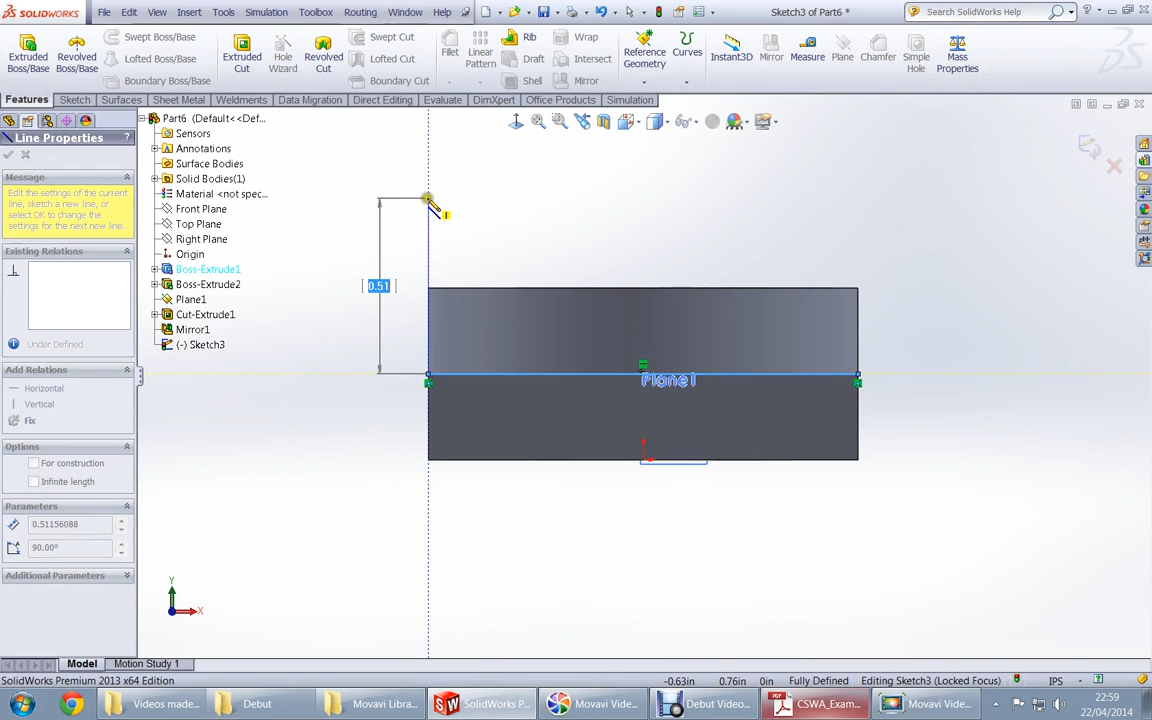 SOLIDWORKS File Edit View Insert Tools Simulation Toolbox Routing Window Help Sketch3 of Part6 * Search SolidWorks Help
Extruded Boss/Base Revolved Boss/Base Swept Boss/Base Lofted Boss/Base Boundary Boss/Base Extruded Cut Hole Wizard Revolved Cut Swept Cut Lofted Cut Boundary Cut Fillet Linear Pattern Rib Draft Shell Wrap Intersect Mirror Reference Geometry Curves Instant3D Mirror Measure Plane Chamfer Simple Hole Mass Properties
Features Sketch Surfaces Sheet Metal Weldments Data Migration Direct Editing Evaluate DimXpert Office Products Simulation
Part6 (Default<<Def...
Line Properties ?
Sensors
Annotations
Surface Bodies
Solid Bodies(1)
Material <not spec...
Front Plane
Top Plane
Right Plane
Origin
Boss-Extrude1
Boss-Extrude2
Plane1
Cut-Extrude1
Mirror1
(-) Sketch3
Message
Edit the settings of the current
line, sketch a new line, or
select OK to change the
settings for the next new line.
Existing Relations
Under Defined
Add Relations
Horizontal
Vertical
Fix
Options
For construction
Infinite length
Parameters
0.51156088
90.00°
Additional Parameters
0.51
Plane1
Y
X
Model Motion Study 1
SolidWorks Premium 2013 x64 Edition -0.63in 0.76in 0in Fully Defined Editing Sketch3 (Locked Focus) IPS
Videos made... Debut Movavi Libra... SolidWorks P... Movavi Vide... Debut Video... CSWA_Exam... Movavi Vide...
22:59
22/04/2014